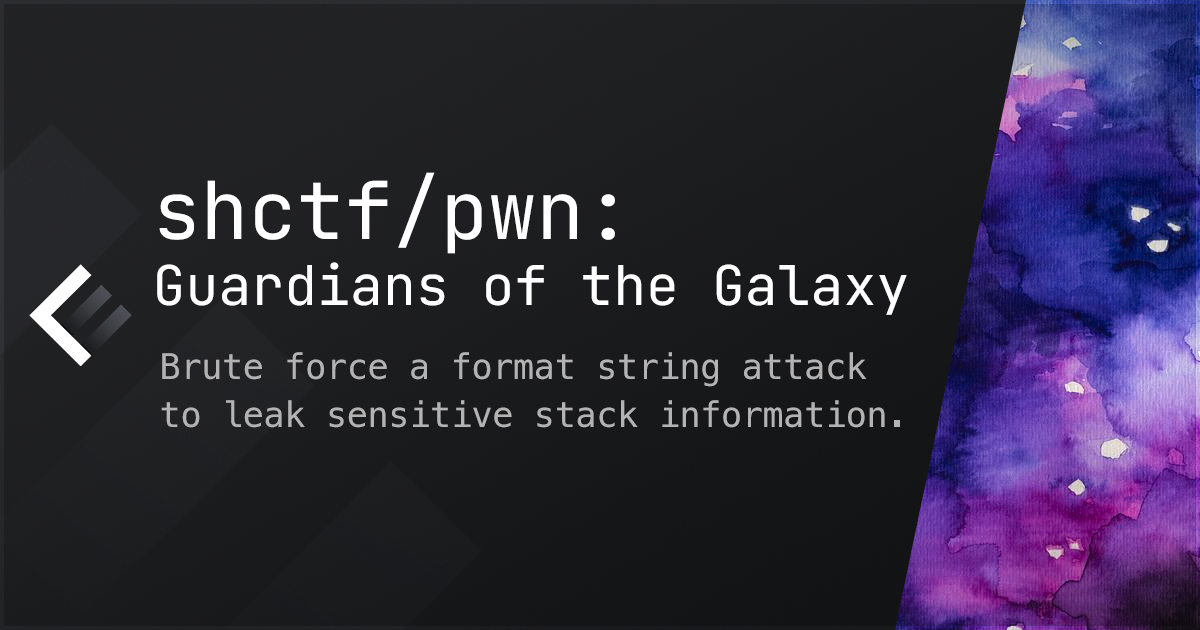 shctf/pwn:
Guardians of the Galaxy
Brute force a format string attack
to leak sensitive stack information.